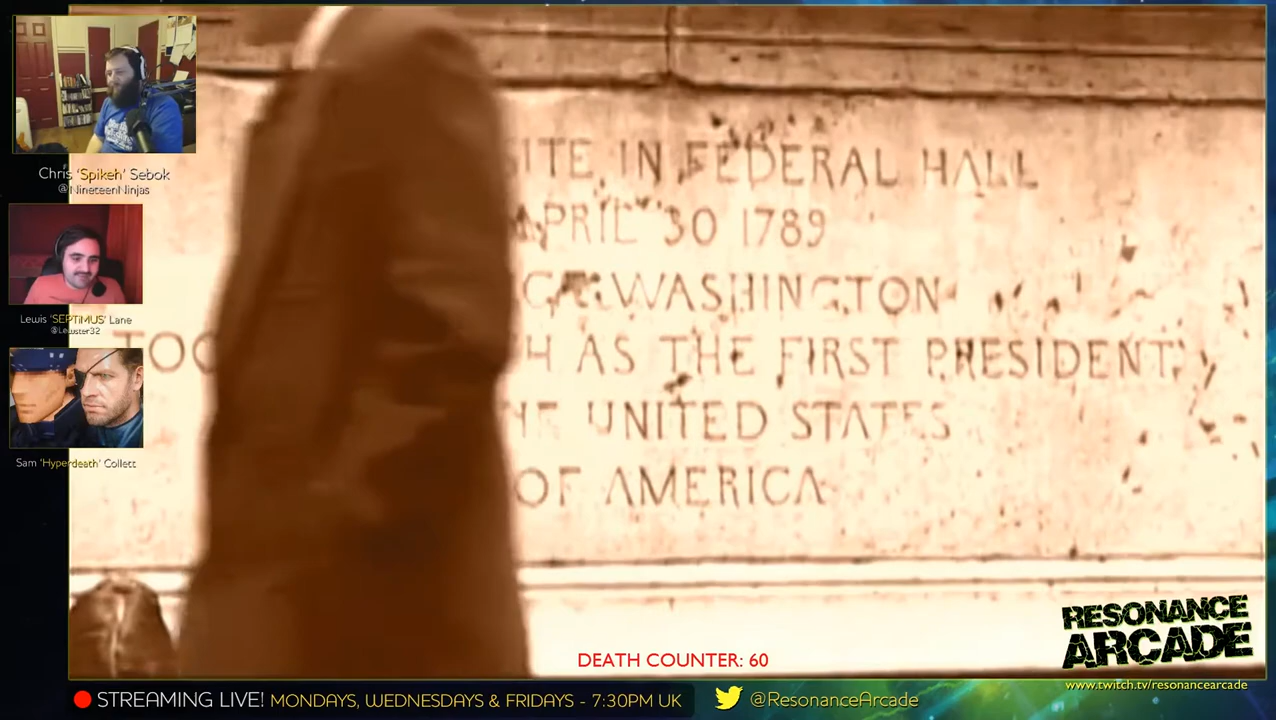 Chris 'Spikeh' Sebok
@NineteenNinjas
Lewis 'SEPTiMUS' Lane
@Lewster32
Sam 'Hyperdeath' Collett
ITE IN FEDERAL HALL
APRIL 30 1789
WASHINGTON
TOO H AS THE FIRST PRESIDENT
HE UNITED STATES
OF AMERICA
DEATH COUNTER: 60
RESONANCE
ARCADE
www.twitch.tv/resonancearcade
STREAMING LIVE! MONDAYS, WEDNESDAYS & FRIDAYS - 7:30PM UK @ResonanceArcade